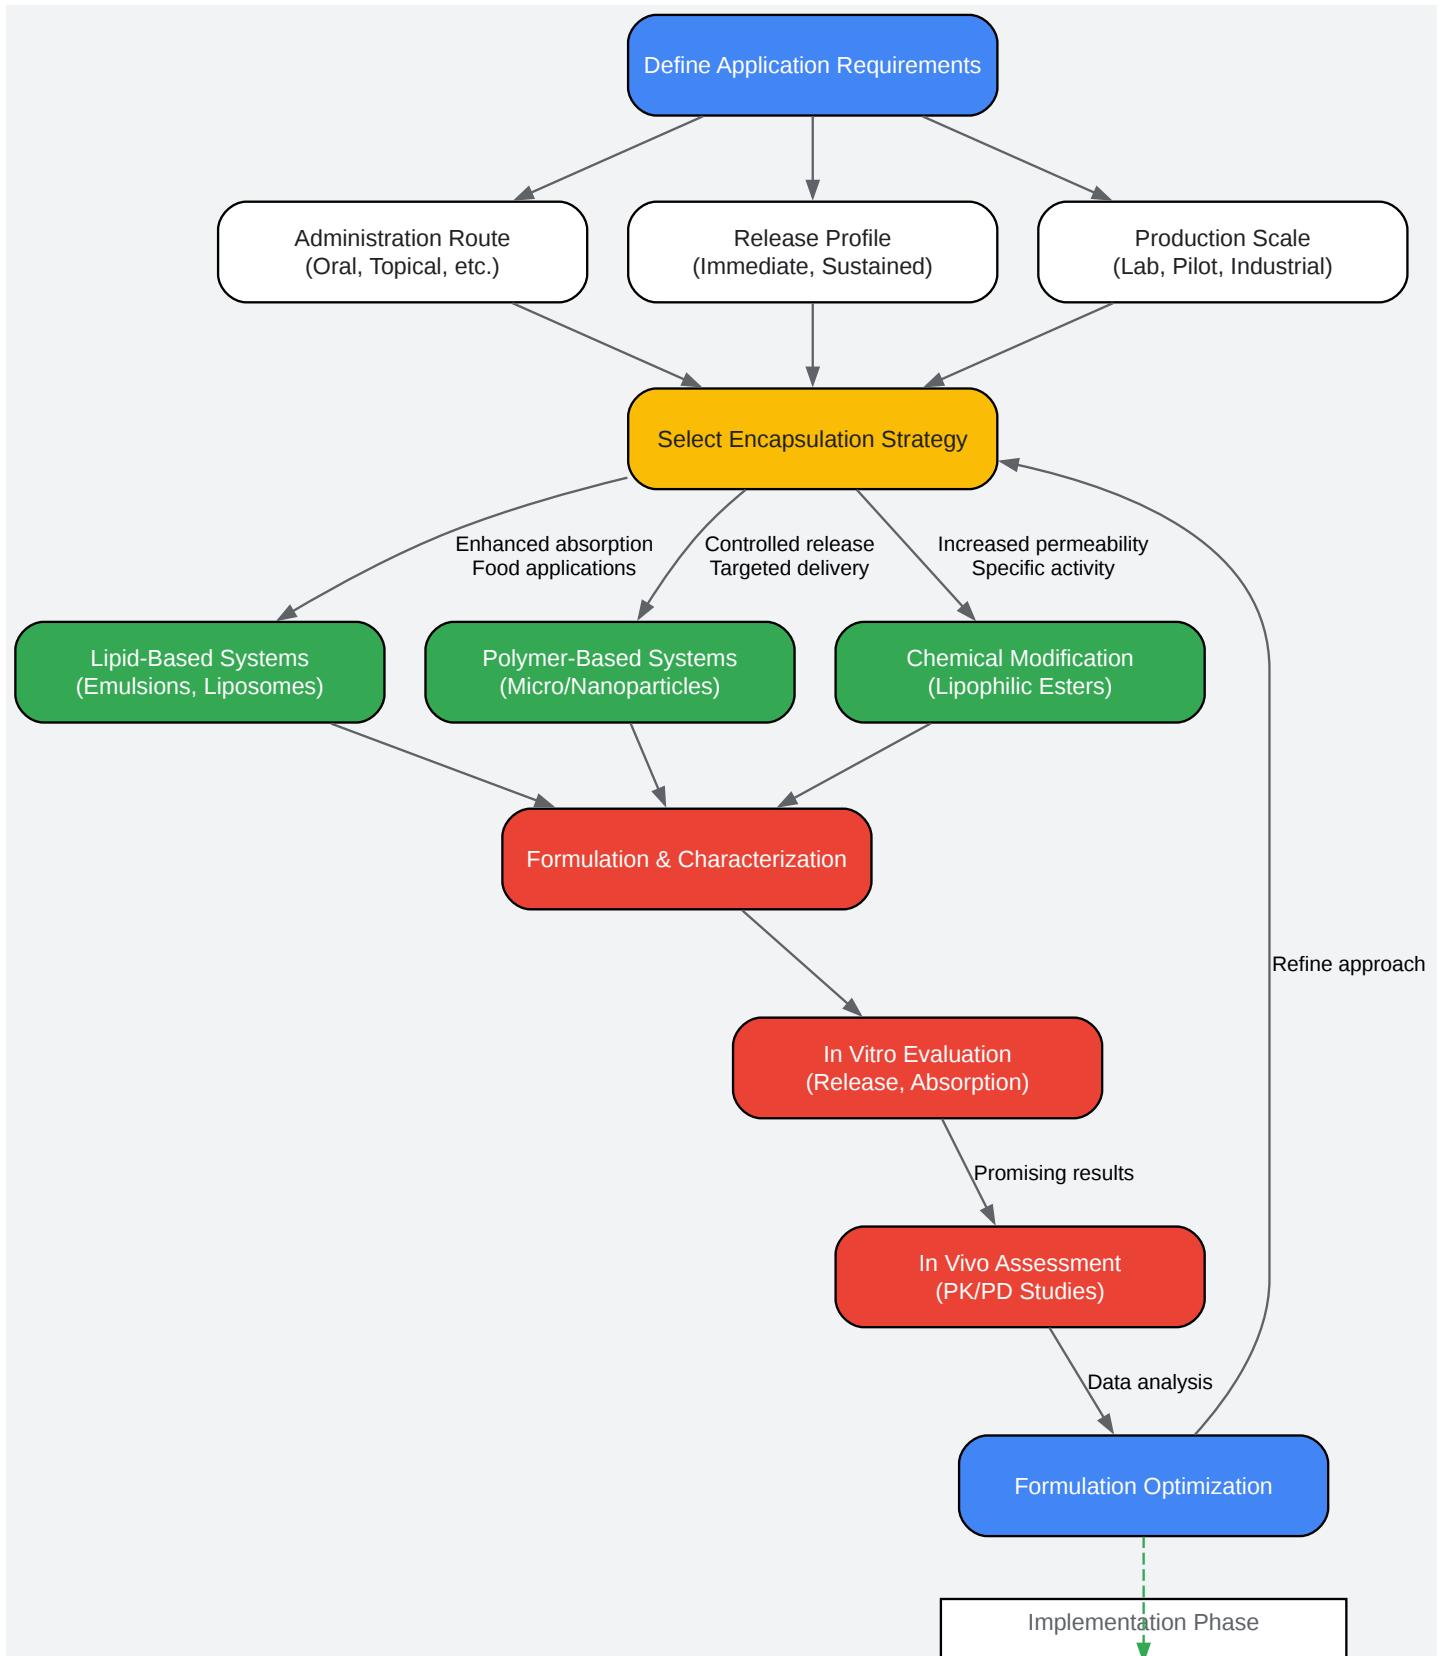 Define Application Requirements
Administration Route
(Oral, Topical, etc.)
Release Profile
(Immediate, Sustained)
Production Scale
(Lab, Pilot, Industrial)
Select Encapsulation Strategy
Enhanced absorption
Food applications
Controlled release
Targeted delivery
Increased permeability
Specific activity
Lipid-Based Systems
(Emulsions, Liposomes)
Polymer-Based Systems
(Micro/Nanoparticles)
Chemical Modification
(Lipophilic Esters)
Formulation & Characterization
Refine approach
In Vitro Evaluation
(Release, Absorption)
Promising results
In Vivo Assessment
(PK/PD Studies)
Data analysis
Formulation Optimization
Implementation Phase